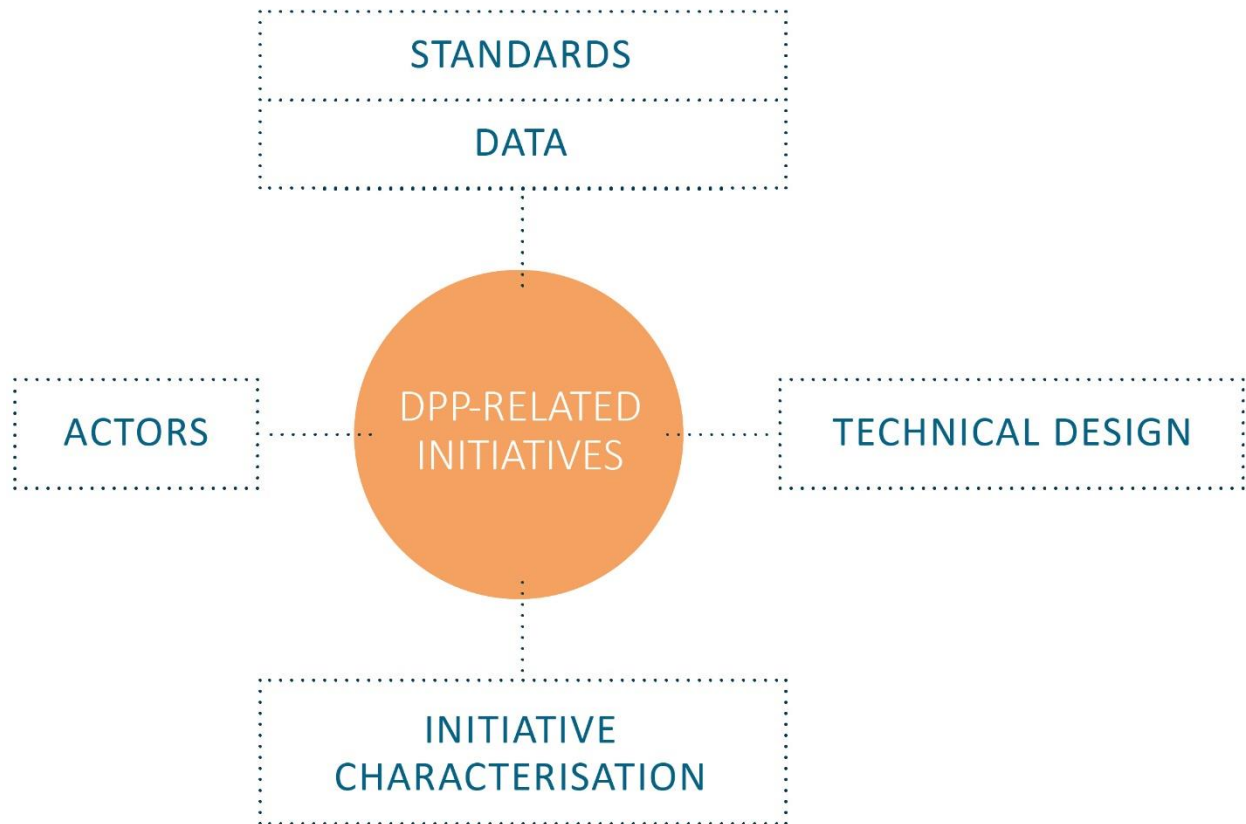 STANDARDS
DATA
ACTORS
DPP-RELATED
INITIATIVES
TECHNICAL DESIGN
INITIATIVE
CHARACTERISATION